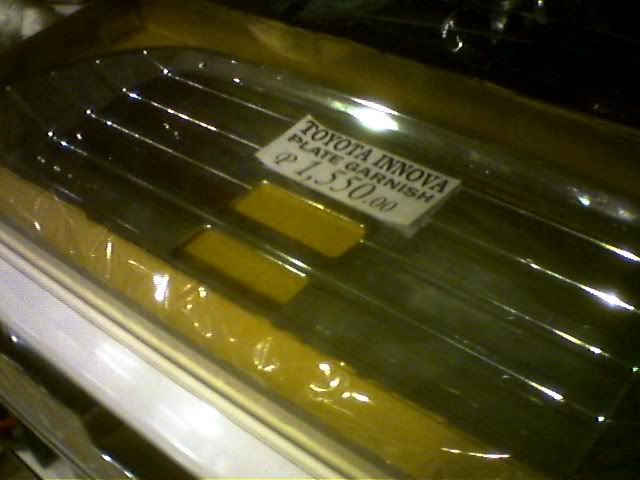 TOYOTA INNOVA
PLATE GARNISH
₱ 1,550.00